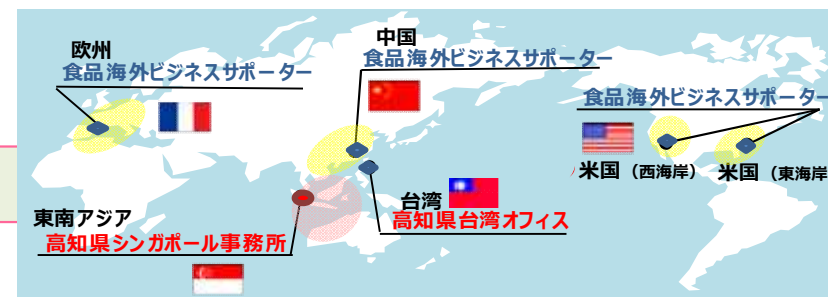 欧州
食品海外ビジネスサポーター
中国
食品海外ビジネスサポーター
食品海外ビジネスサポーター
米国（西海岸）
米国（東海岸
台湾
高知県台湾オフィス
東南アジア
高知県シンガポール事務所